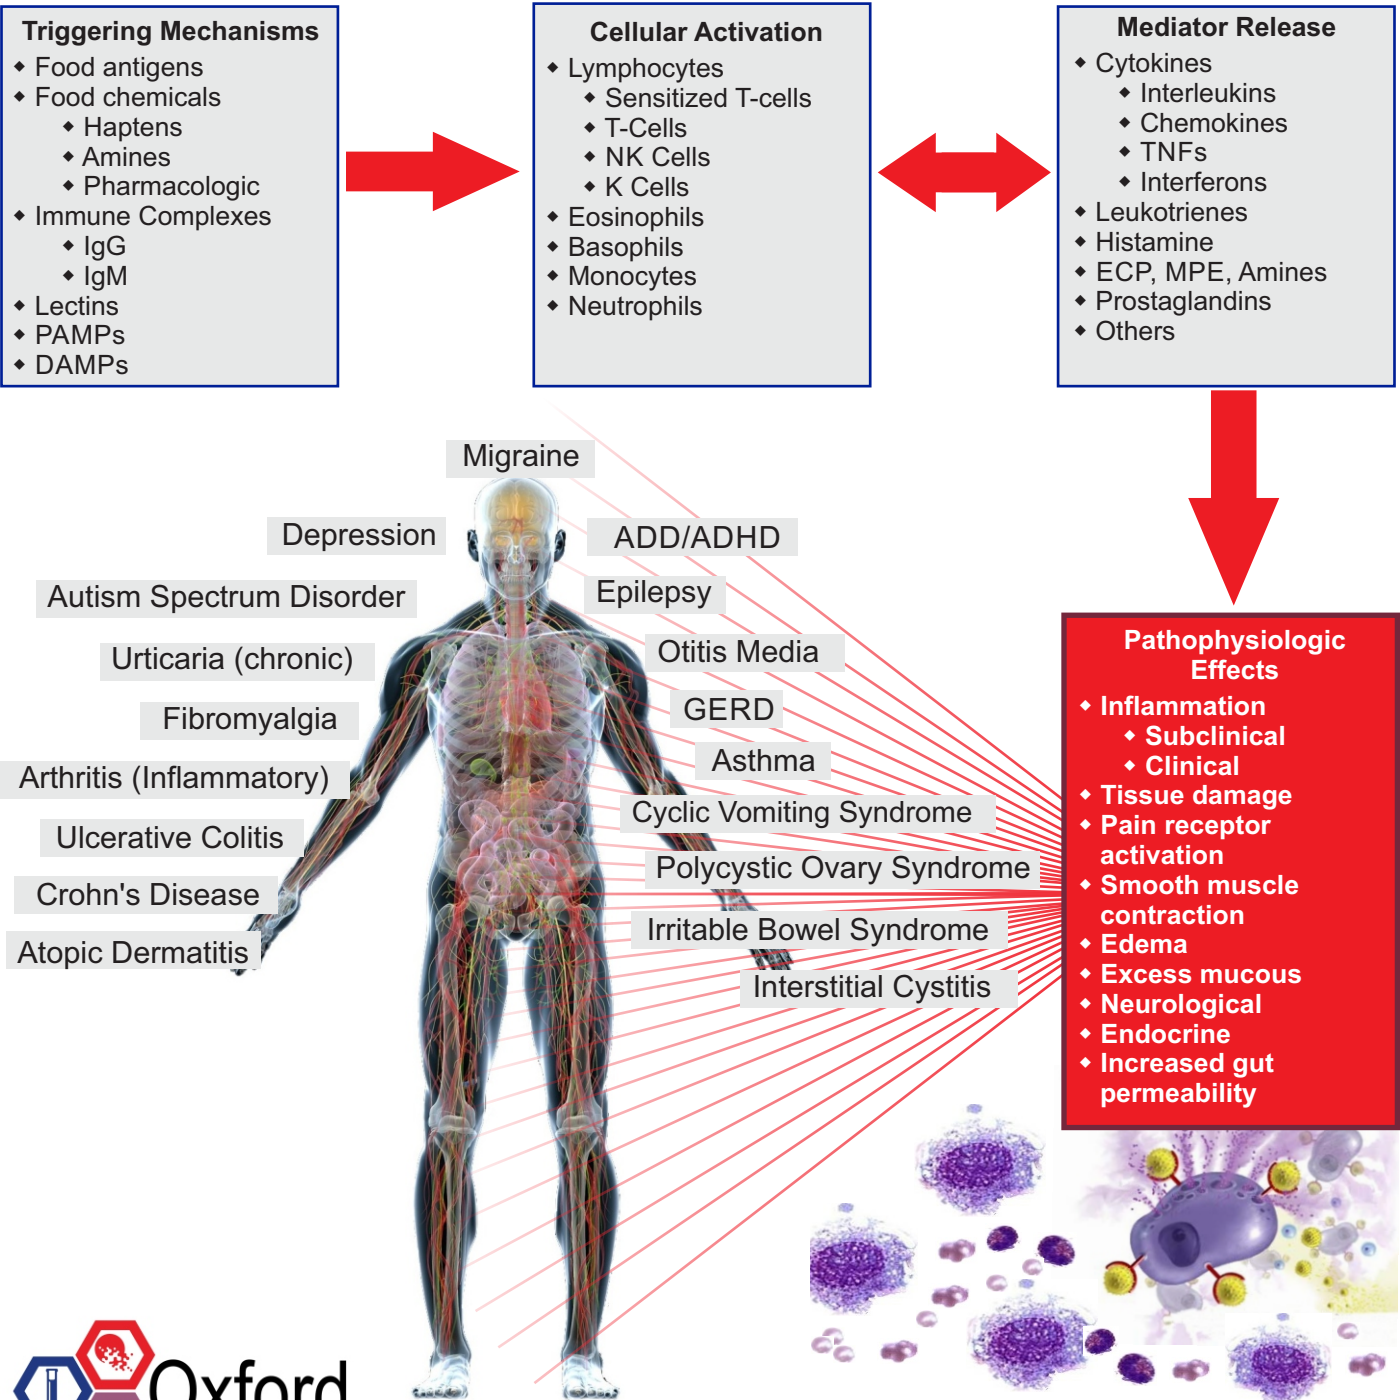 Triggering Mechanisms
◆ Food antigens
◆ Food chemicals
◆ Haptens
◆ Amines
◆ Pharmacologic
◆ Immune Complexes
◆ IgG
◆ IgM
◆ Lectins
◆ PAMPs
◆ DAMPs
Cellular Activation
◆ Lymphocytes
◆ Sensitized T-cells
◆ T-Cells
◆ NK Cells
◆ K Cells
◆ Eosinophils
◆ Basophils
◆ Monocytes
◆ Neutrophils
Mediator Release
◆ Cytokines
◆ Interleukins
◆ Chemokines
◆ TNFs
◆ Interferons
◆ Leukotrienes
◆ Histamine
◆ ECP, MPE, Amines
◆ Prostaglandins
◆ Others
Migraine
Depression
ADD/ADHD
Autism Spectrum Disorder
Epilepsy
Urticaria (chronic)
Otitis Media
Fibromyalgia
GERD
Arthritis (Inflammatory)
Asthma
Ulcerative Colitis
Cyclic Vomiting Syndrome
Crohn's Disease
Polycystic Ovary Syndrome
Atopic Dermatitis
Irritable Bowel Syndrome
Interstitial Cystitis
Pathophysiologic
Effects
◆ Inflammation
◆ Subclinical
◆ Clinical
◆ Tissue damage
◆ Pain receptor
activation
◆ Smooth muscle
contraction
◆ Edema
◆ Excess mucous
◆ Neurological
◆ Endocrine
◆ Increased gut
permeability
Oxford